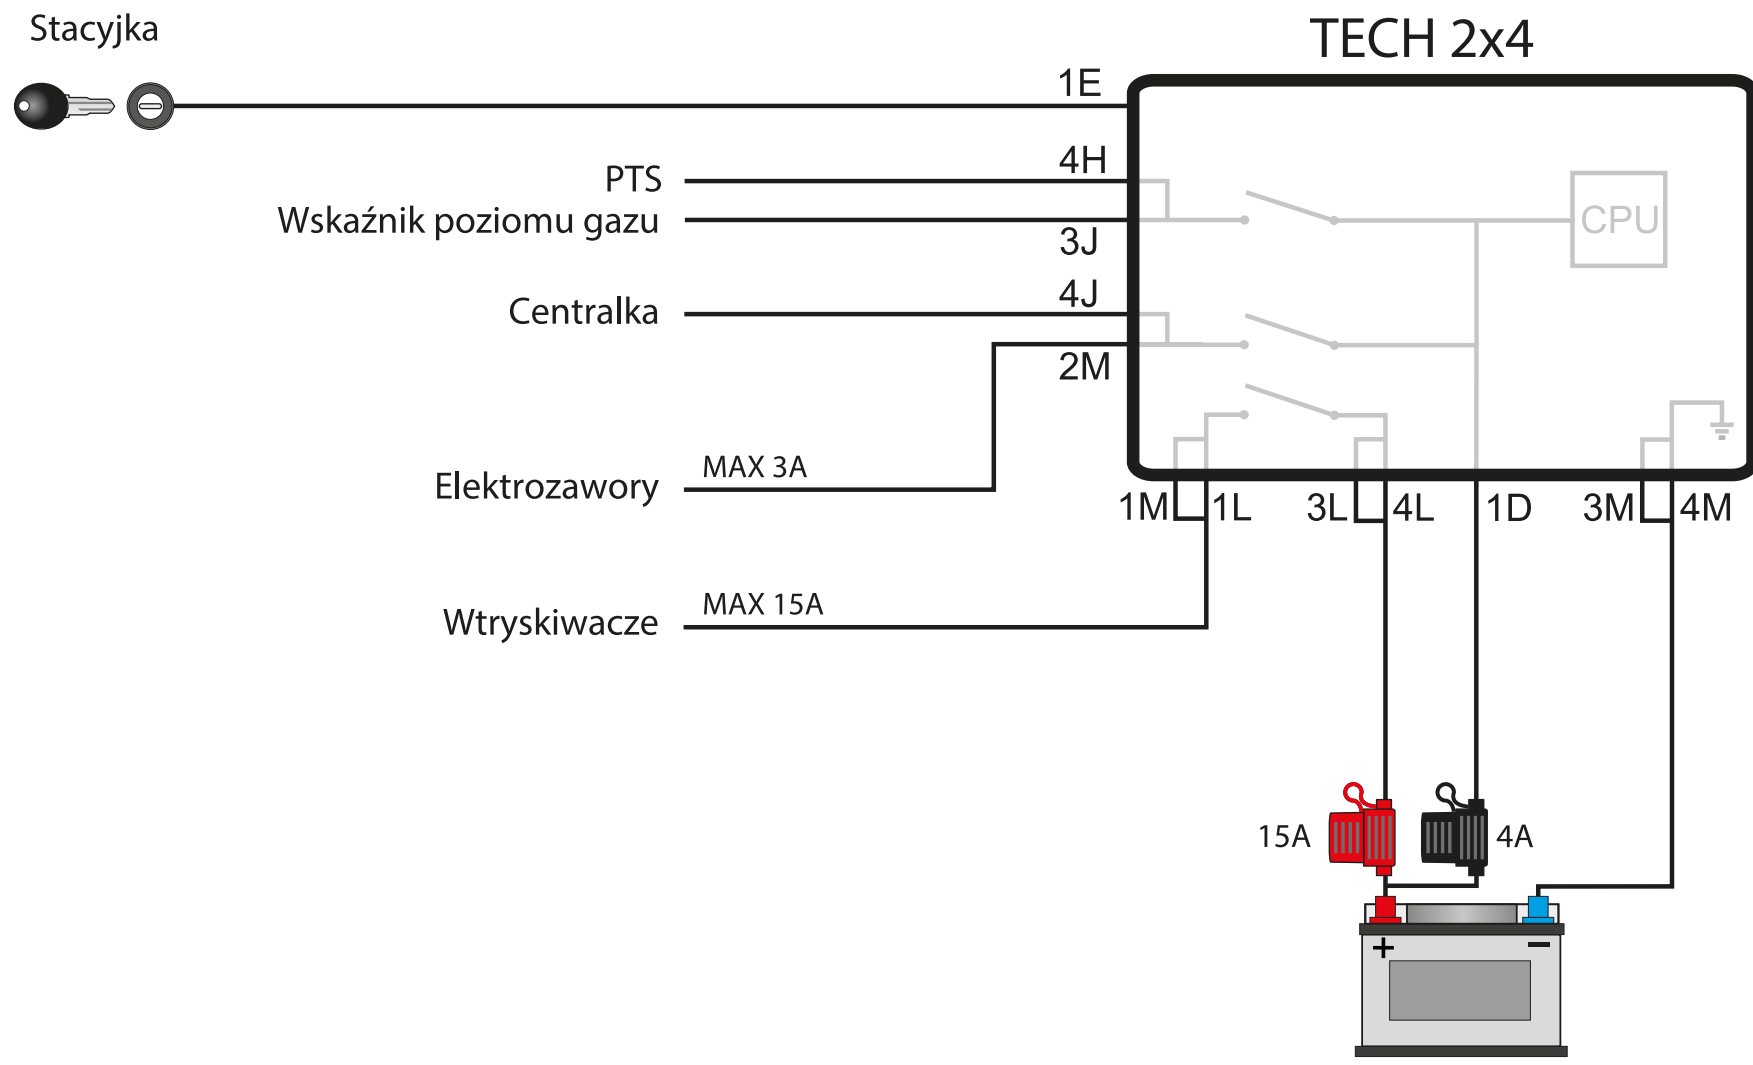 Stacyjka
TECH 2x4
1E
PTS
4H
CPU
Wskaźnik poziomu gazu
3J
4J
Centralka
2M
Elektrozawory
MAX 3A
1M
1L
3L
4L
1D
3M
4M
Wtryskiwacze
MAX 15A
15A
4A
+
−